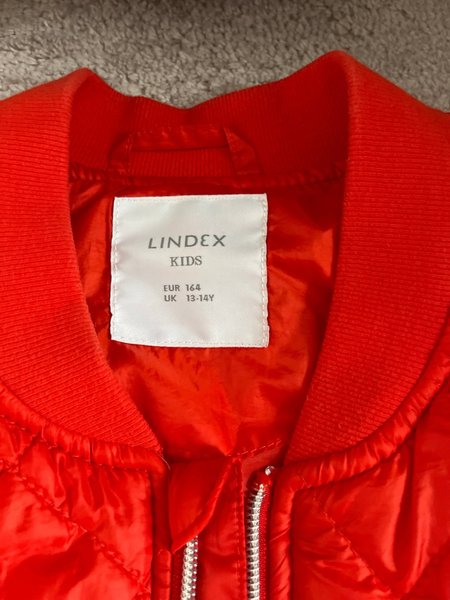 LINDEX
KIDS
EUR 164
UK 13-14Y